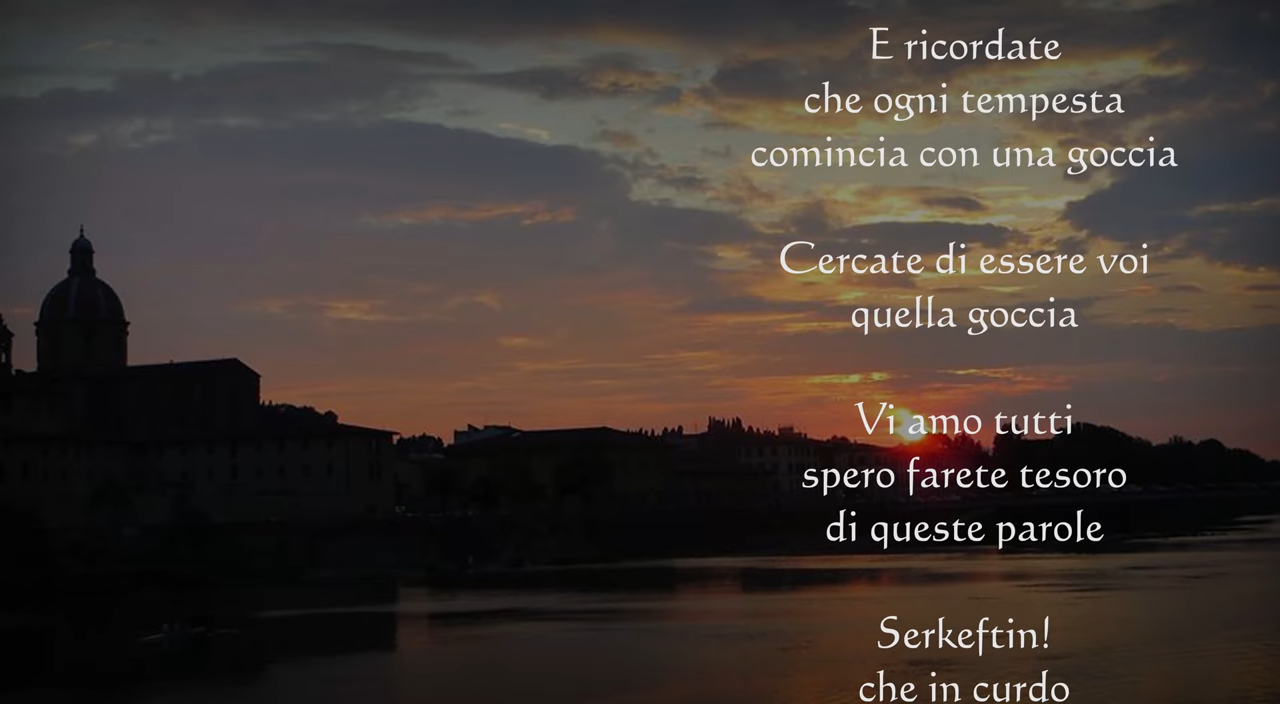 E ricordate
che ogni tempesta
comincia con una goccia
Cercate di essere voi
quella goccia
Vi amo tutti
spero farete tesoro
di queste parole
Serkeftin!
che in curdo